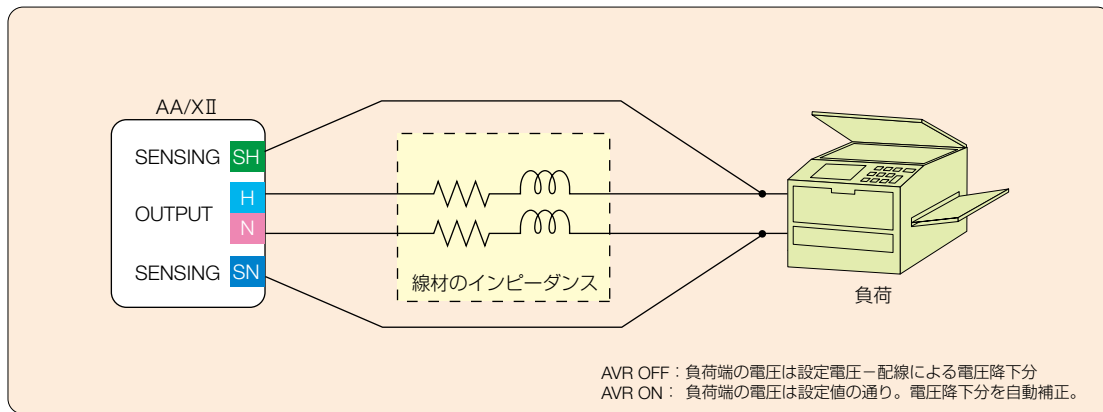 AA/XⅡ
SENSING SH
H
OUTPUT
N
SENSING SN
線材のインピーダンス
負荷
AVR OFF：負荷端の電圧は設定電圧－配線による電圧降下分
AVR ON： 負荷端の電圧は設定値の通り。電圧降下分を自動補正。